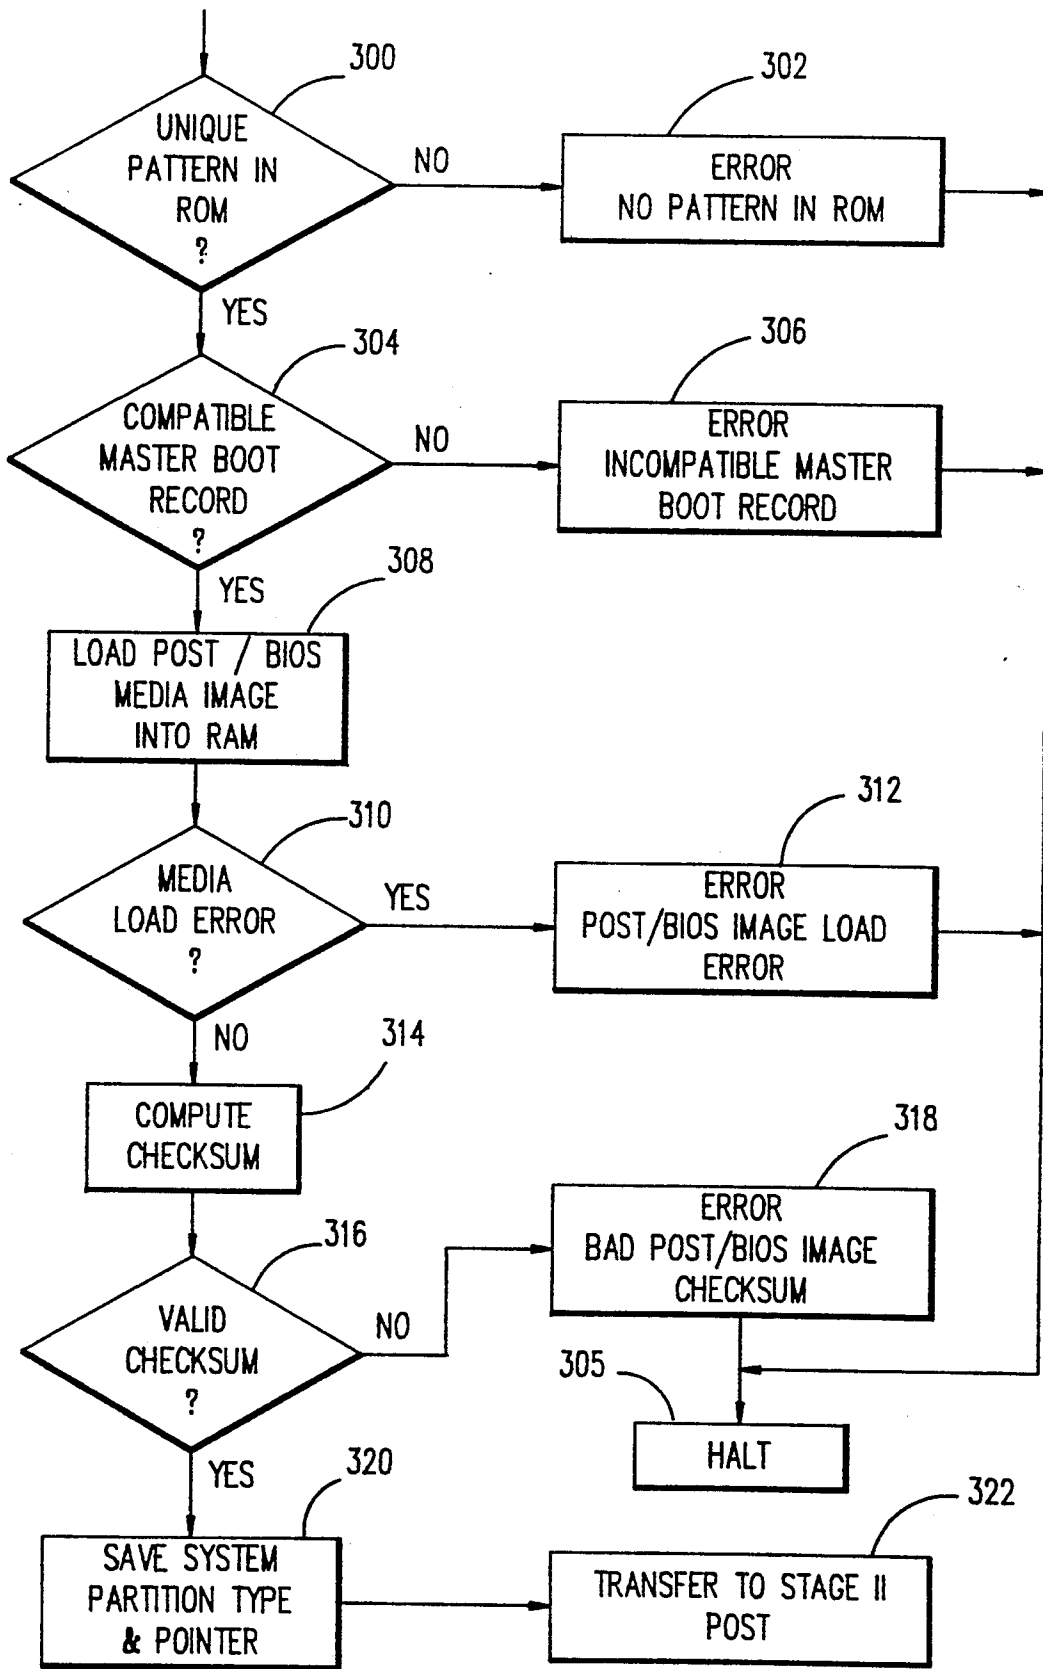 300
UNIQUE
PATTERN IN
ROM
?
NO
302
ERROR
NO PATTERN IN ROM
YES
304
COMPATIBLE
MASTER BOOT
RECORD
?
NO
306
ERROR
INCOMPATIBLE MASTER
BOOT RECORD
YES
308
LOAD POST / BIOS
MEDIA IMAGE
INTO RAM
310
MEDIA
LOAD ERROR
?
YES
312
ERROR
POST/BIOS IMAGE LOAD
ERROR
NO
314
COMPUTE
CHECKSUM
316
VALID
CHECKSUM
?
NO
318
ERROR
BAD POST/BIOS IMAGE
CHECKSUM
305
HALT
YES
320
SAVE SYSTEM
PARTITION TYPE
& POINTER
322
TRANSFER TO STAGE II
POST